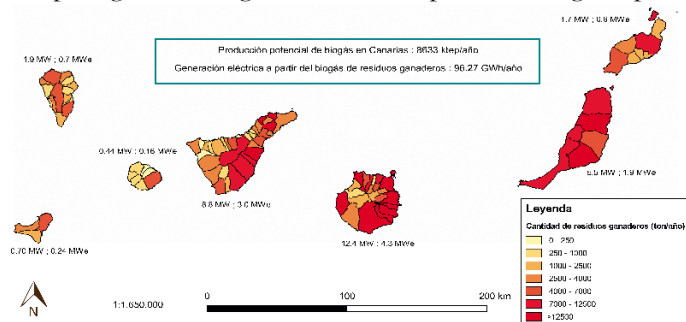 1.7 MW ; 0.8 MWe
Producción potencial de biogás en Canarias : 8633 ktep/año
Generación eléctrica a partir del biogás de residuos ganaderos : 96.27 GWh/año
1.9 MW ; 0.7 MWe
0.44 MW ; 0.16 MWe
5.5 MW ; 1.9 MWe
8.8 MW ; 3.0 MWe
0.70 MW ; 0.24 MWe
12.4 MW ; 4.3 MWe
Leyenda
Cantidad de residuos ganaderos (ton/año)
0 - 250
250 - 1000
1000 - 2500
2500 - 4000
4000 - 7000
7000 - 12500
>12500
N
1:1.650.000
0 100 200 km